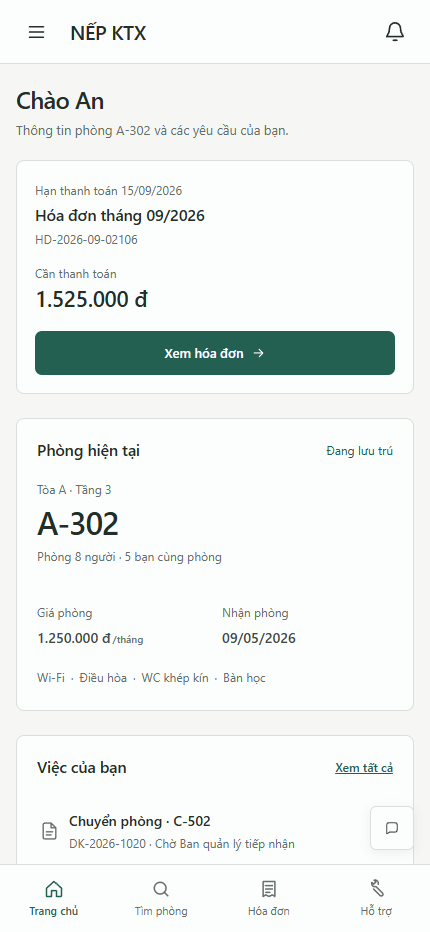 NẾP KTX
Chào An
Thông tin phòng A-302 và các yêu cầu của bạn.
Hạn thanh toán 15/09/2026
Hóa đơn tháng 09/2026
HD-2026-09-02106
Cần thanh toán
1.525.000 đ
Xem hóa đơn →
Phòng hiện tại
Đang lưu trú
Tòa A · Tầng 3
A-302
Phòng 8 người · 5 bạn cùng phòng
Giá phòng
Nhận phòng
1.250.000 đ/tháng
09/05/2026
Wi-Fi · Điều hòa · WC khép kín · Bàn học
Việc của bạn
Xem tất cả
Chuyển phòng · C-502
DK-2026-1020 · Chờ Ban quản lý tiếp nhận
Trang chủ
Tìm phòng
Hóa đơn
Hỗ trợ